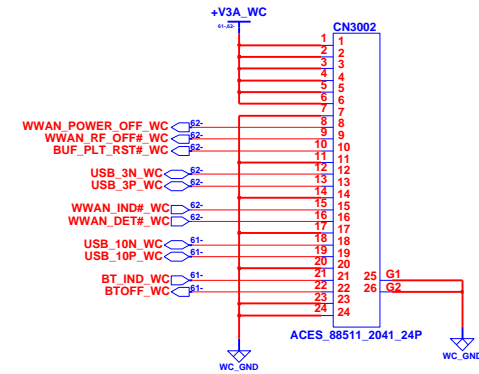 +V3A_WC
61-,62-
CN3002
1 1
2 2
3 3
4 4
5 5
6 6
7 7
WWAN_POWER_OFF_WC 62- 8 8
WWAN_RF_OFF#_WC 62- 9 9
BUF_PLT_RST#_WC 62- 10 10
11 11
USB_3N_WC 62- 12 12
USB_3P_WC 62- 13 13
14 14
WWAN_IND#_WC 62- 15 15
WWAN_DET#_WC 62- 16 16
17 17
USB_10N_WC 61- 18 18
USB_10P_WC 61- 19 19
20 20
BT_IND_WC 61- 21 21 25 G1
BTOFF_WC 61- 22 22 26 G2
23 23
24 24
ACES_88511_2041_24P
WC_GND
WC_GND